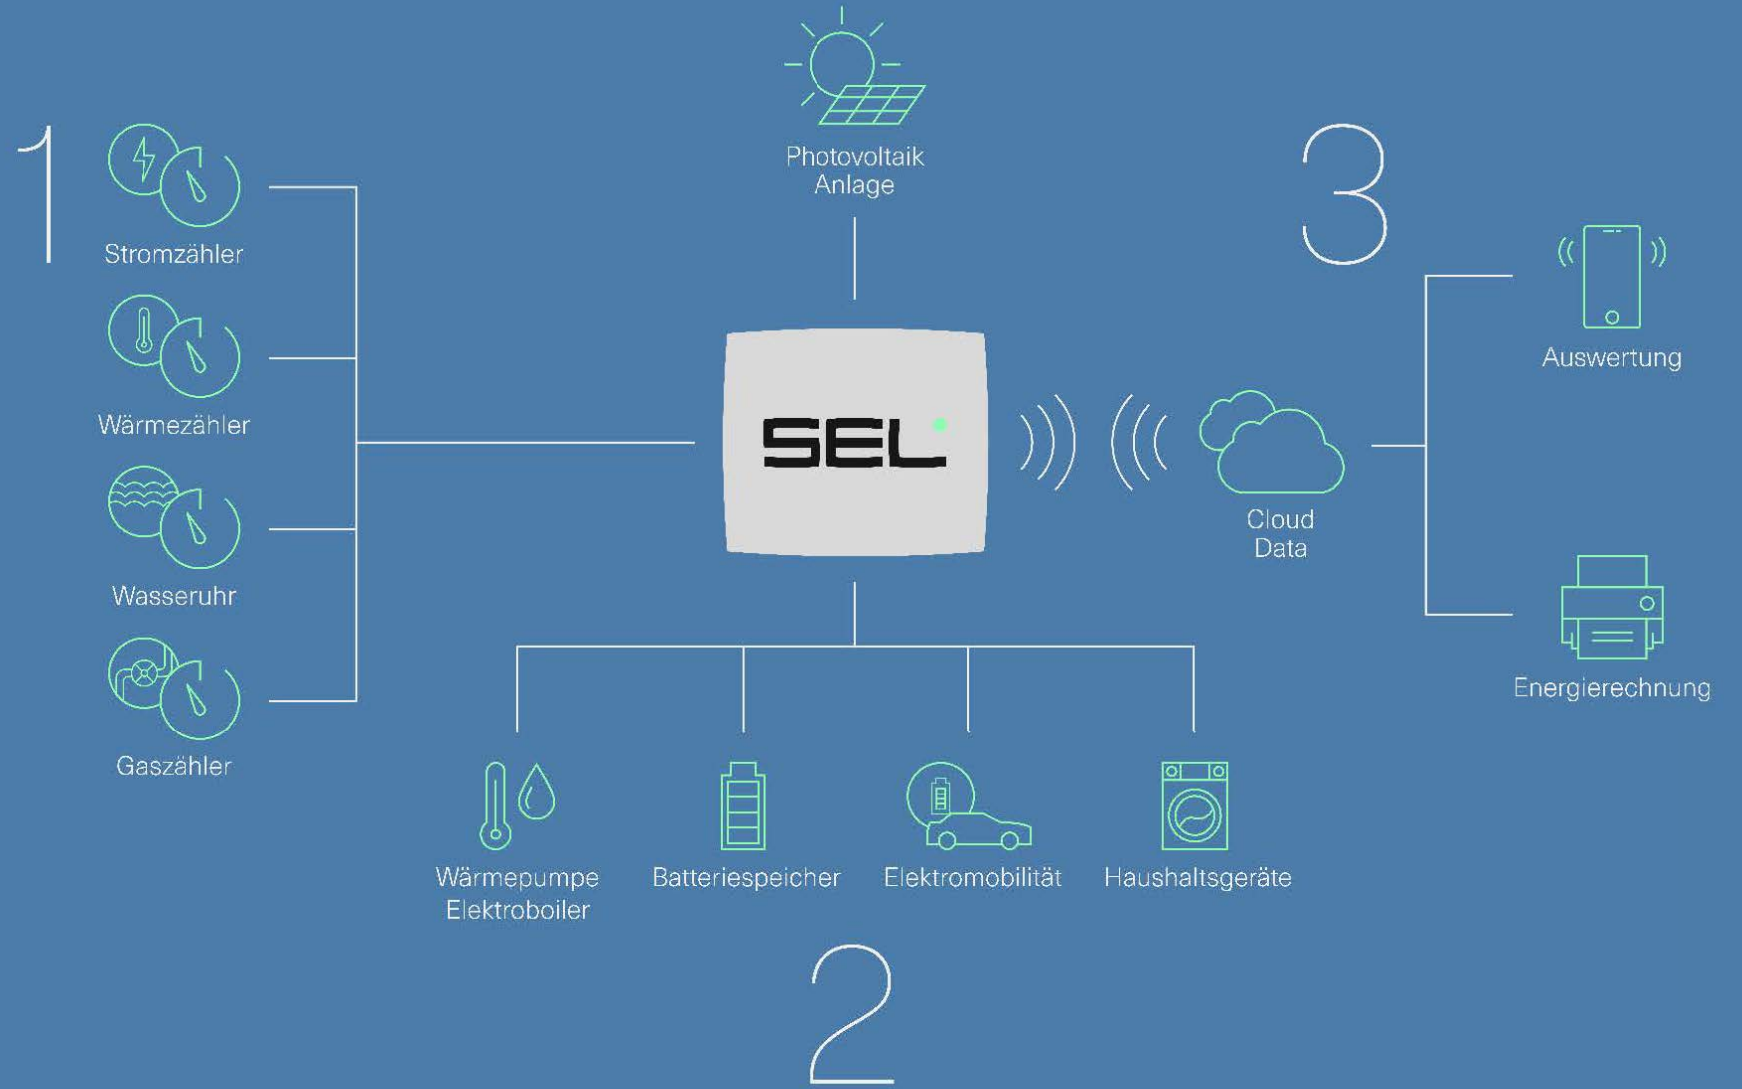 1
Stromzähler
Wärmezähler
Wasseruhr
Gaszähler
Photovoltaik
Anlage
SEL
Wärmepumpe
Elektroboiler
Batteriespeicher
Elektromobilität
Haushaltsgeräte
2
3
Cloud
Data
Auswertung
Energierechnung